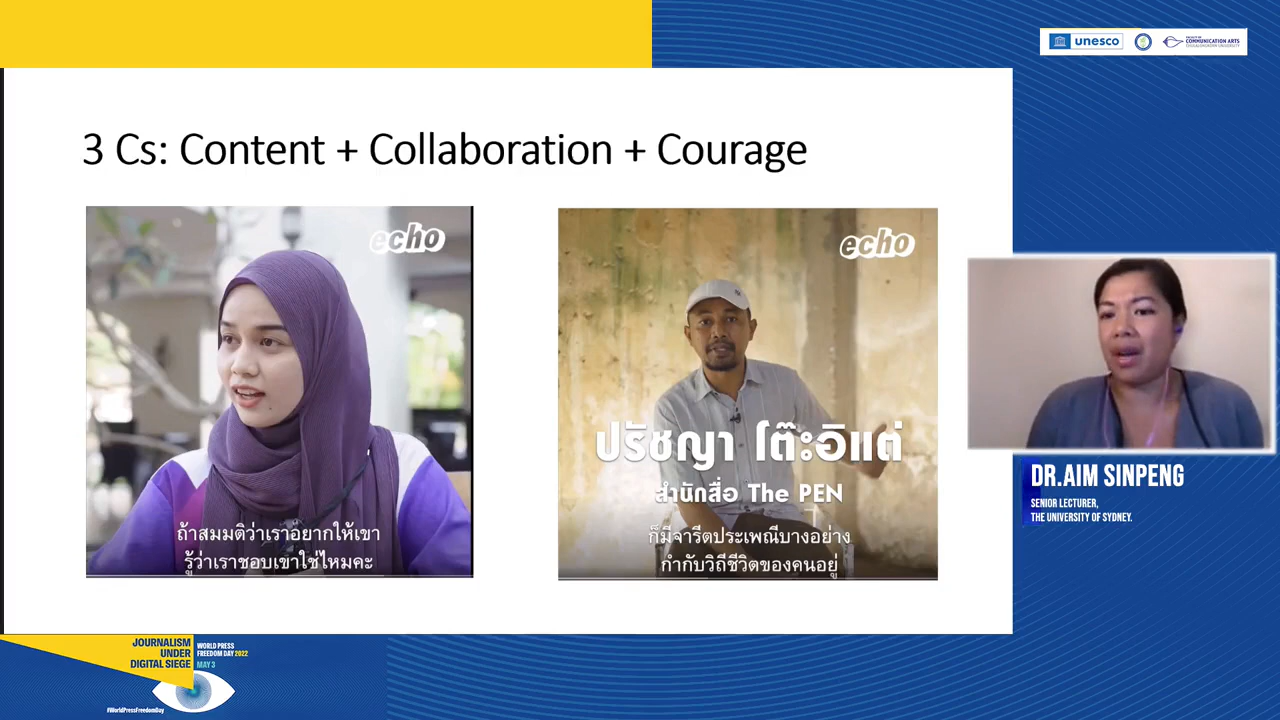 unesco
FACULTY OF
COMMUNICATION ARTS
CHULALONGKORN UNIVERSITY
3 Cs: Content + Collaboration + Courage
echo
ถ้าสมมติว่าเราอยากให้เขา
รู้ว่าเราชอบเขาใช่ไหมคะ
echo
ปรัชญา โต๊ะอิแต่
สำนักสื่อ The PEN
ก็มีจารีตประเพณีบางอย่าง
กำกับวิถีชีวิตของคนอยู่
DR.AIM SINPENG
SENIOR LECTURER,
THE UNIVERSITY OF SYDNEY.
JOURNALISM
UNDER
DIGITAL SIEGE
WORLD PRESS
FREEDOM DAY 2022
MAY 3
#WorldPressFreedomDay